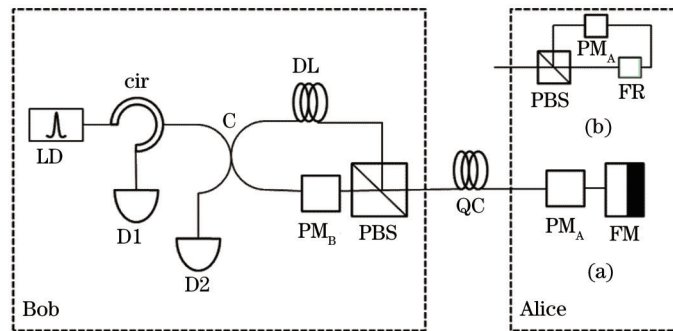 cir
LD
D1
D2
C
DL
PM_B
PBS
Bob
QC
PM_A
PBS
FR
(b)
PM_A
FM
(a)
Alice